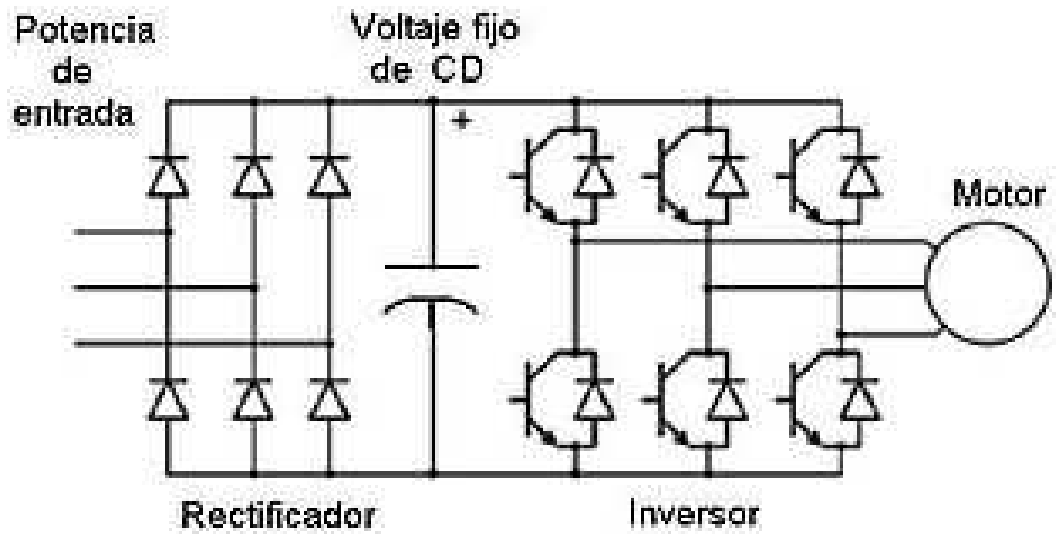 Potencia
de
entrada
Voltaje fijo
de CD
+
Motor
Rectificador
Inversor